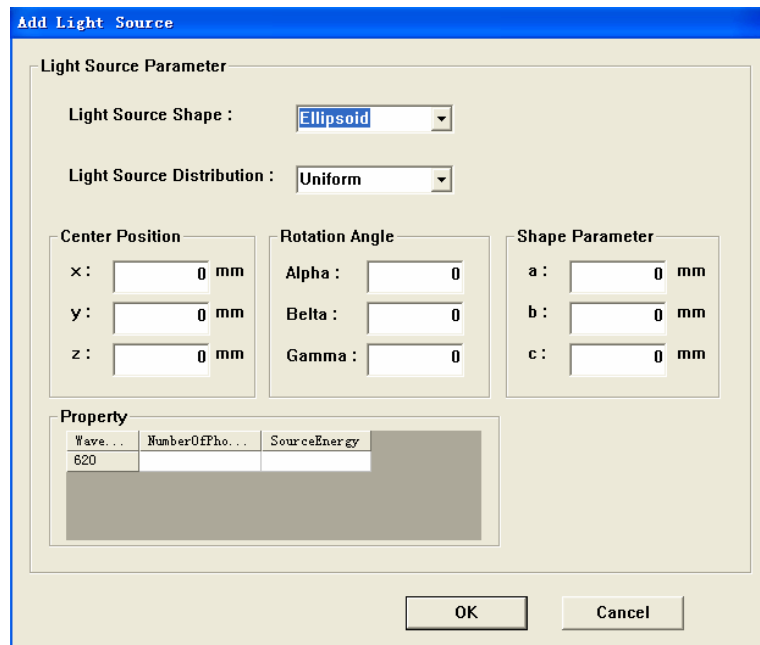 Add Light Source
Light Source Parameter
Light Source Shape : Ellipsoid
Light Source Distribution : Uniform
Center Position
x : 0 mm
y : 0 mm
z : 0 mm
Rotation Angle
Alpha : 0
Belta : 0
Gamma : 0
Shape Parameter
a : 0 mm
b : 0 mm
c : 0 mm
Property
Wave... NumberOfPho... SourceEnergy
620
OK Cancel